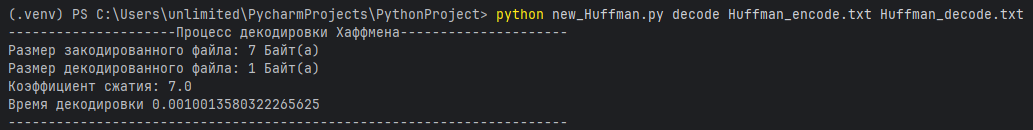 (.venv) PS C:\Users\unlimited\PycharmProjects\PythonProject> python new_Huffman.py decode Huffman_encode.txt Huffman_decode.txt
---------------------Процесс декодировки Хаффмена---------------------
Размер закодированного файла: 7 Байт(а)
Размер декодированного файла: 1 Байт(а)
Коэффициент сжатия: 7.0
Время декодировки 0.0010013580322265625
----------------------------------------------------------------------